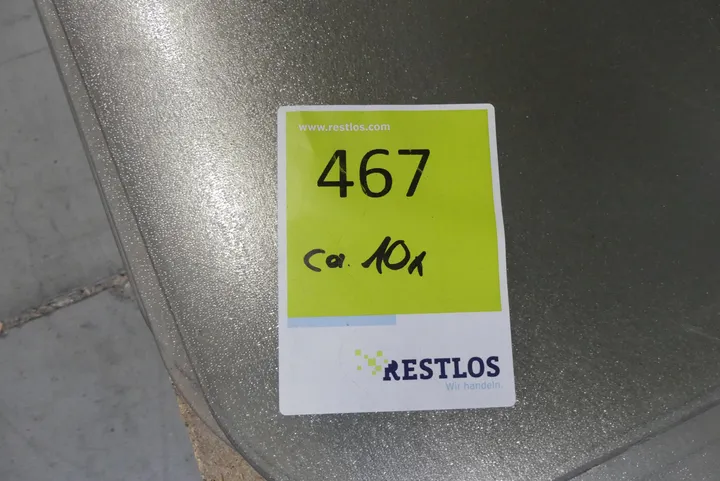 www.restlos.com
467
ca. 10x
RESTLOS
Wir handeln.